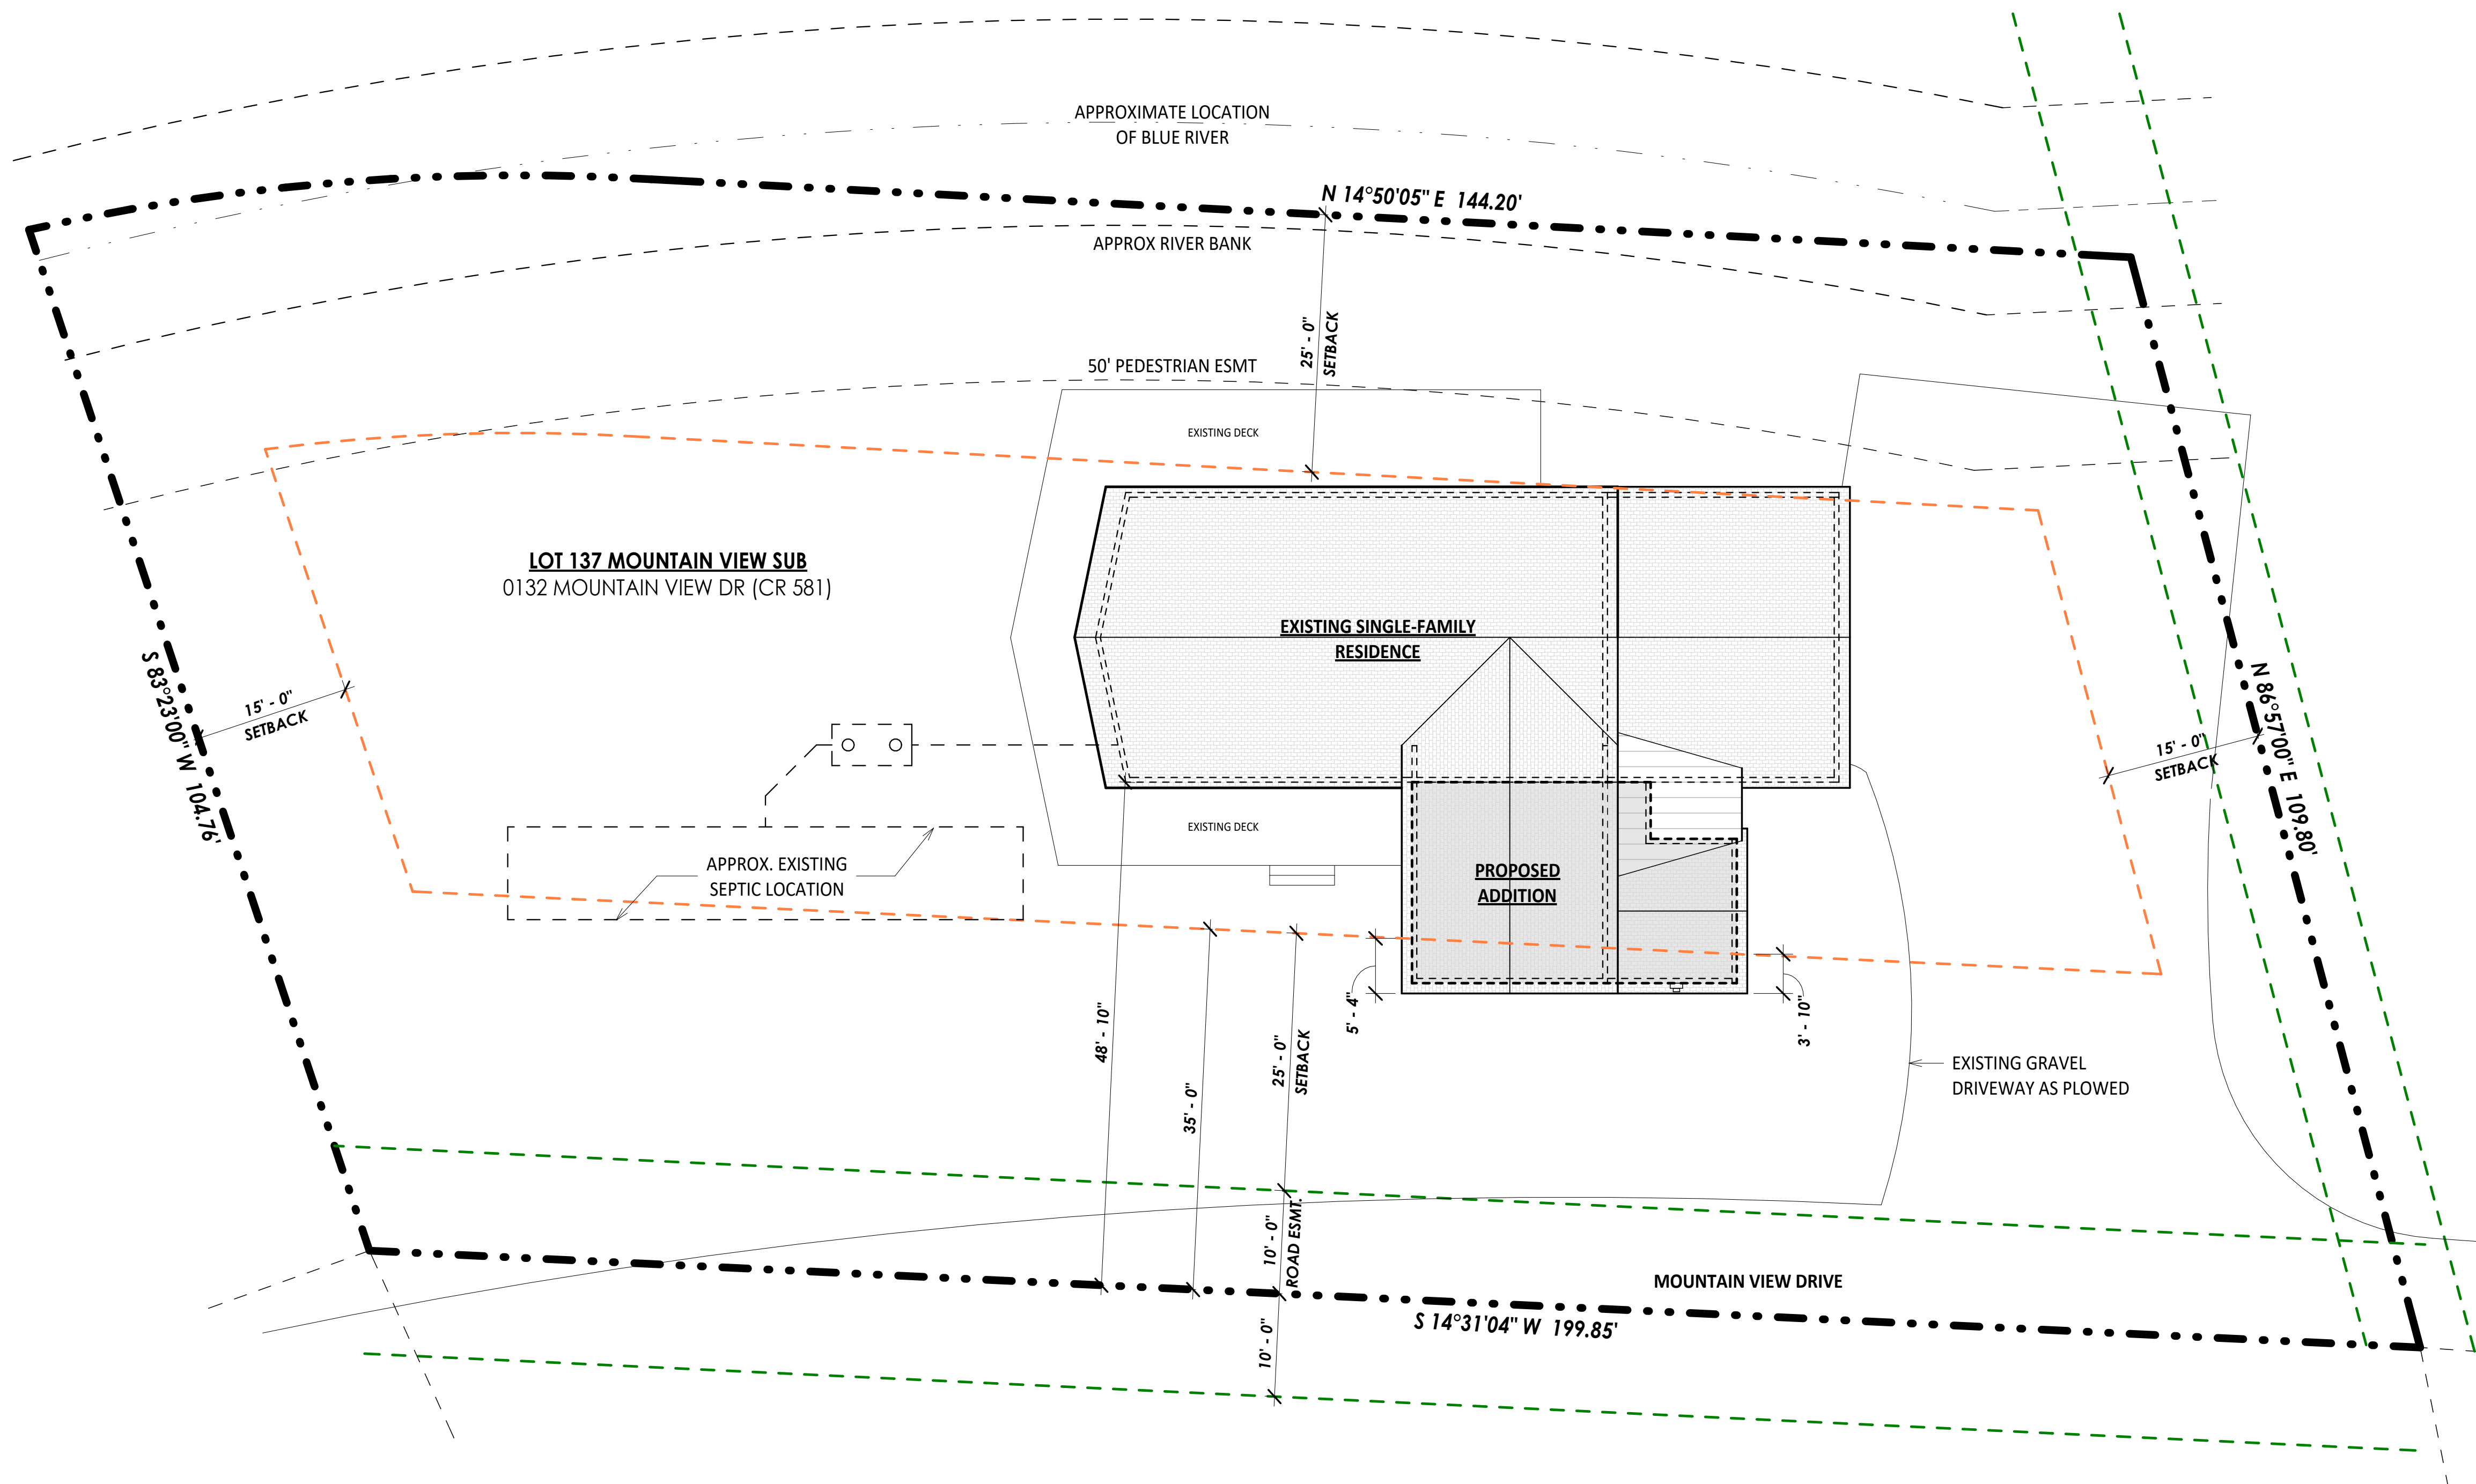 APPROXIMATE LOCATION
OF BLUE RIVER
N 14°50'05" E 144.20'
APPROX RIVER BANK
25' - 0"
SETBACK
50' PEDESTRIAN ESMT
EXISTING DECK
LOT 137 MOUNTAIN VIEW SUB
0132 MOUNTAIN VIEW DR (CR 581)
EXISTING SINGLE-FAMILY
RESIDENCE
S 83°23'00" W 104.76'
15' - 0"
SETBACK
N 86°57'00" E 109.80'
15' - 0"
SETBACK
EXISTING DECK
APPROX. EXISTING
SEPTIC LOCATION
PROPOSED
ADDITION
48' - 10"
35' - 0"
25' - 0"
SETBACK
5' - 4"
3' - 10"
EXISTING GRAVEL
DRIVEWAY AS PLOWED
10' - 0"
ROAD ESMT.
MOUNTAIN VIEW DRIVE
S 14°31'04" W 199.85'
10' - 0"